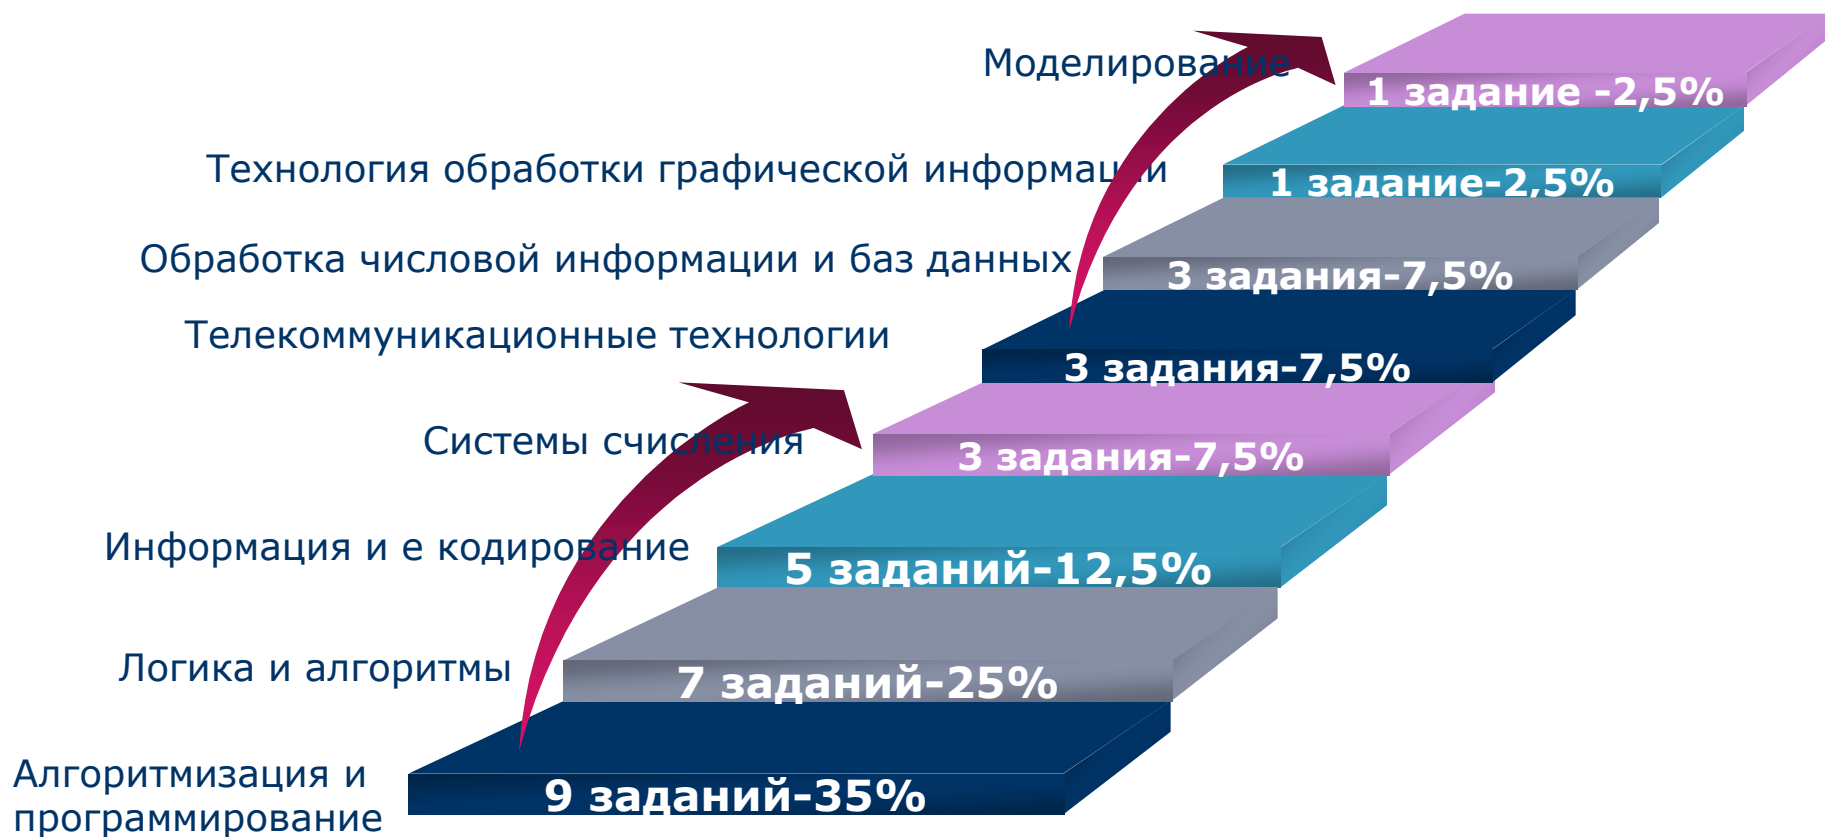 Моделирование
1 задание -2,5%
Технология обработки графической информации
1 задание-2,5%
Обработка числовой информации и баз данных
3 задания-7,5%
Телекоммуникационные технологии
3 задания-7,5%
Системы счисления
3 задания-7,5%
Информация и е кодирование
5 заданий-12,5%
Логика и алгоритмы
7 заданий-25%
Алгоритмизация и
программирование
9 заданий-35%